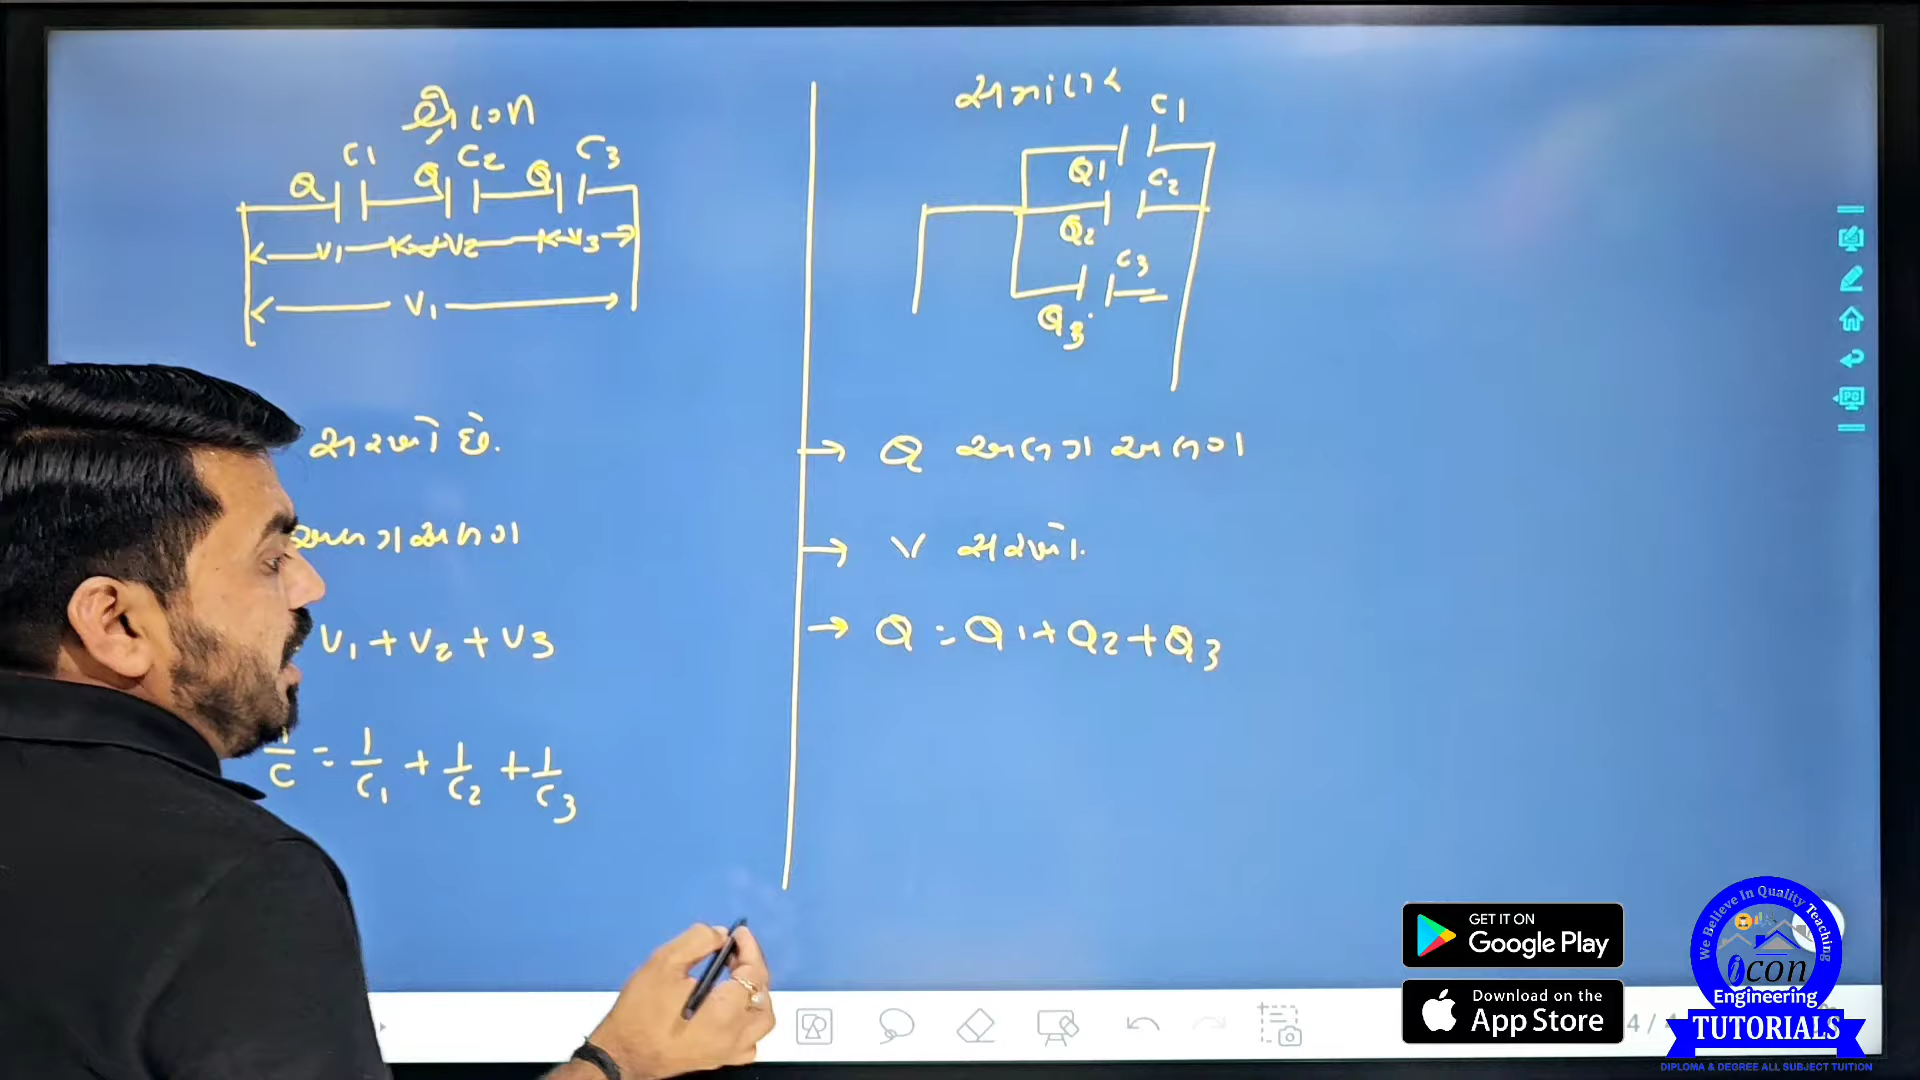 શ્રેણી
C1 C2 C3
Q Q Q
V1 V2 V3
V1
સરખો છે.
અલગ અલગ
V1 + V2 + V3
1/C = 1/C1 + 1/C2 + 1/C3
સમાંતર
C1
Q1
C2
Q2
C3
Q3
→ Q અલગ અલગ
→ V સરખો.
→ Q = Q1 + Q2 + Q3
GET IT ON
Google Play
Download on the
App Store
We Believe In Quality Teaching
icon
Engineering
TUTORIALS
DIPLOMA & DEGREE ALL SUBJECT TUITION